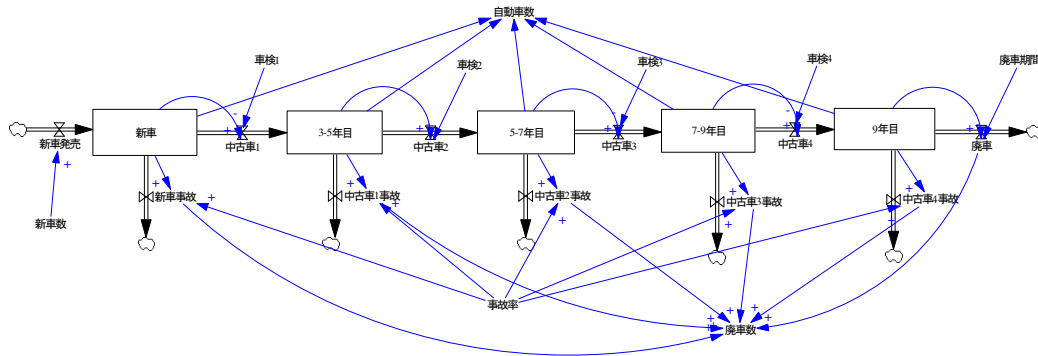 自動車数
車検1
車検2
車検3
車検4
廃車期間
新車
3-5年目
5-7年目
7-9年目
9年目
新車発売
中古車1
中古車2
中古車3
中古車4
廃車
新車事故
中古車1事故
中古車2事故
中古車3事故
中古車4事故
新車数
事故率
廃車数